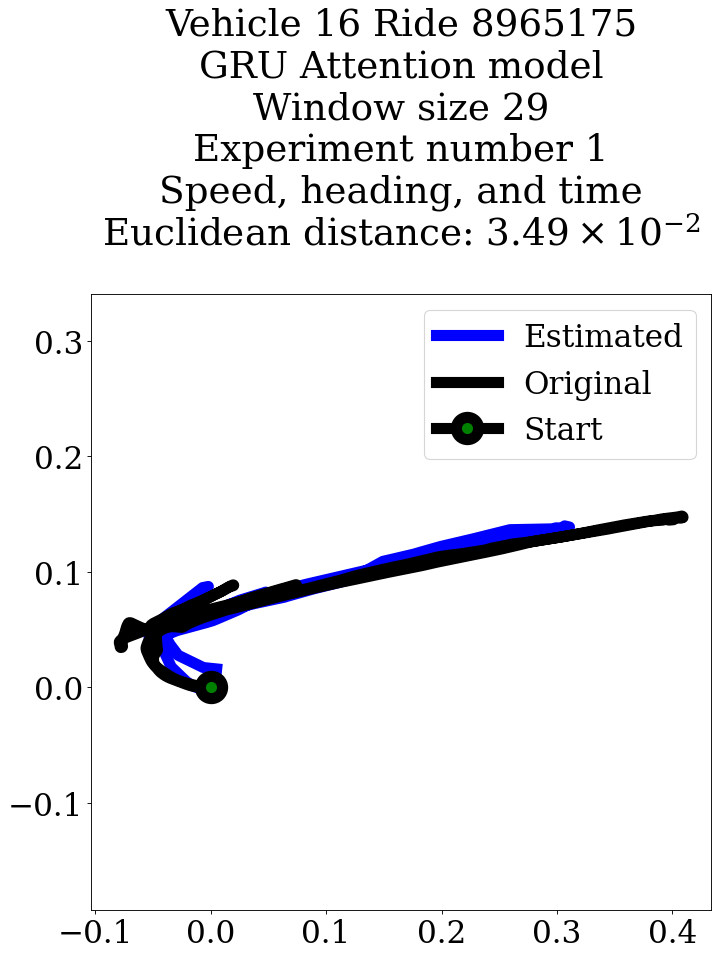 Vehicle 16 Ride 8965175
GRU Attention model
Window size 29
Experiment number 1
Speed, heading, and time
Euclidean distance: 3.49 × 10⁻²
Estimated
Original
Start
0.3
0.2
0.1
0.0
−0.1
−0.1 0.0 0.1 0.2 0.3 0.4